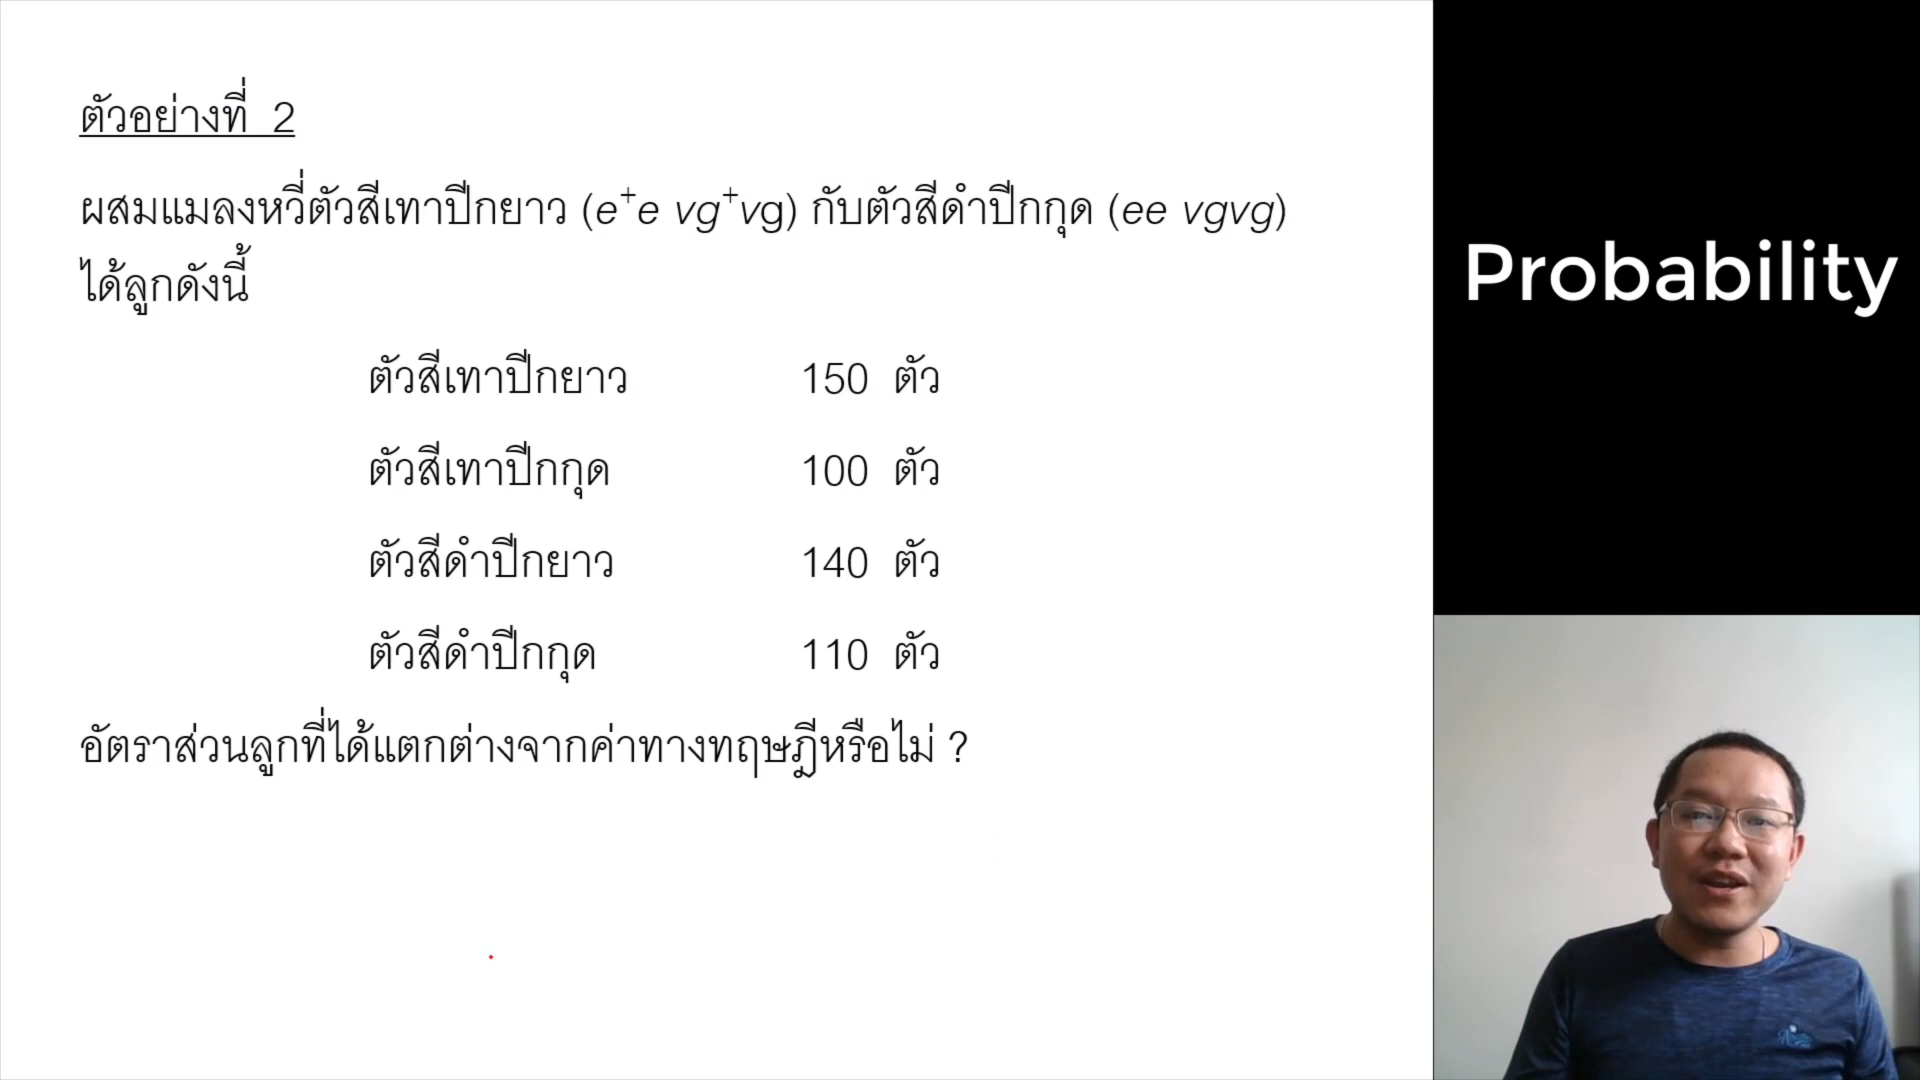 ตัวอย่างที่ 2
ผสมแมลงหวี่ตัวสีเทาปีกยาว (e⁺e vg⁺vg) กับตัวสีดำปีกกุด (ee vgvg)
ได้ลูกดังนี้
ตัวสีเทาปีกยาว 150 ตัว
ตัวสีเทาปีกกุด 100 ตัว
ตัวสีดำปีกยาว 140 ตัว
ตัวสีดำปีกกุด 110 ตัว
อัตราส่วนลูกที่ได้แตกต่างจากค่าทางทฤษฎีหรือไม่ ?
Probability